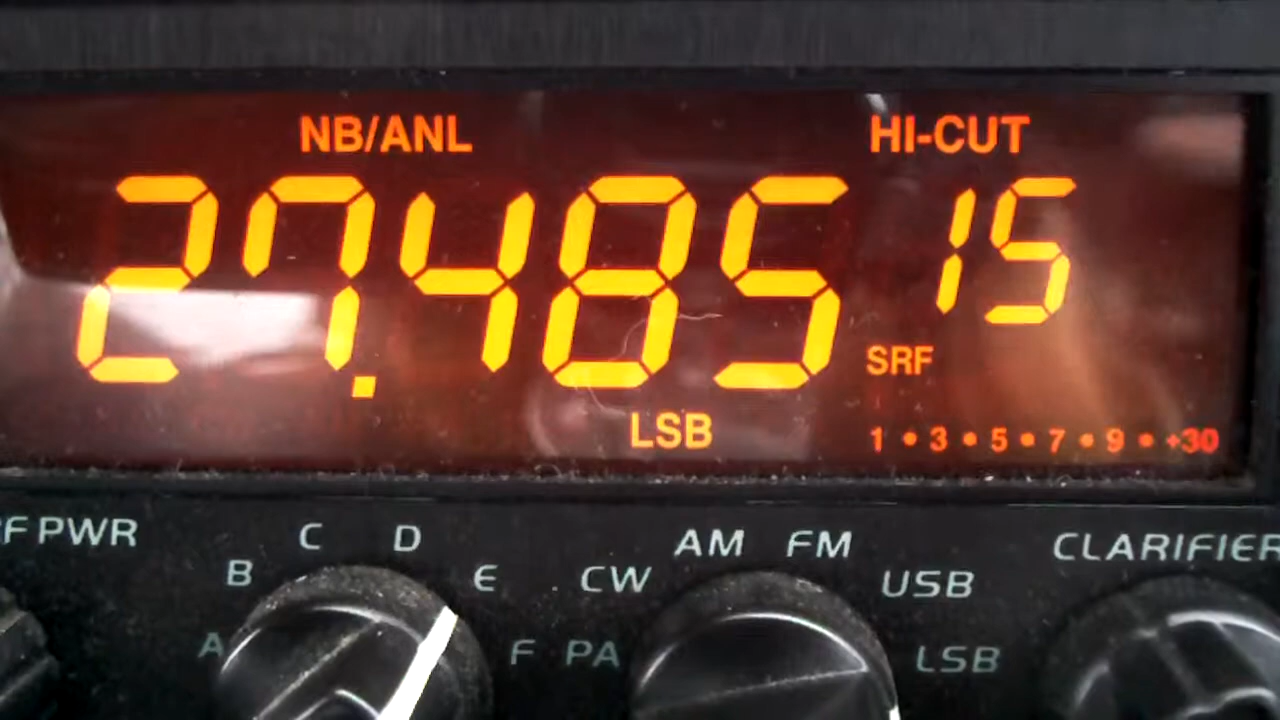 NB/ANL HI-CUT
27.485 15
SRF
LSB 1 • 3 • 5 • 7 • 9 • +30
RF PWR C D AM FM CLARIFIER
B E CW USB
A F PA LSB